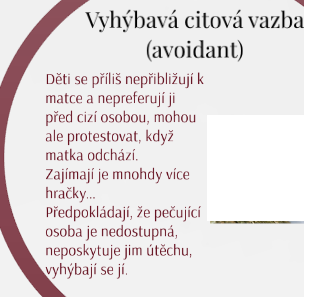 Vyhýbavá citová vazba
(avoidant)
Děti se příliš nepřibližují k
matce a nepreferují ji
před cizí osobou, mohou
ale protestovat, když
matka odchází.
Zajímají je mnohdy více
hračky...
Předpokládají, že pečující
osoba je nedostupná,
neposkytuje jim útěchu,
vyhýbají se jí.